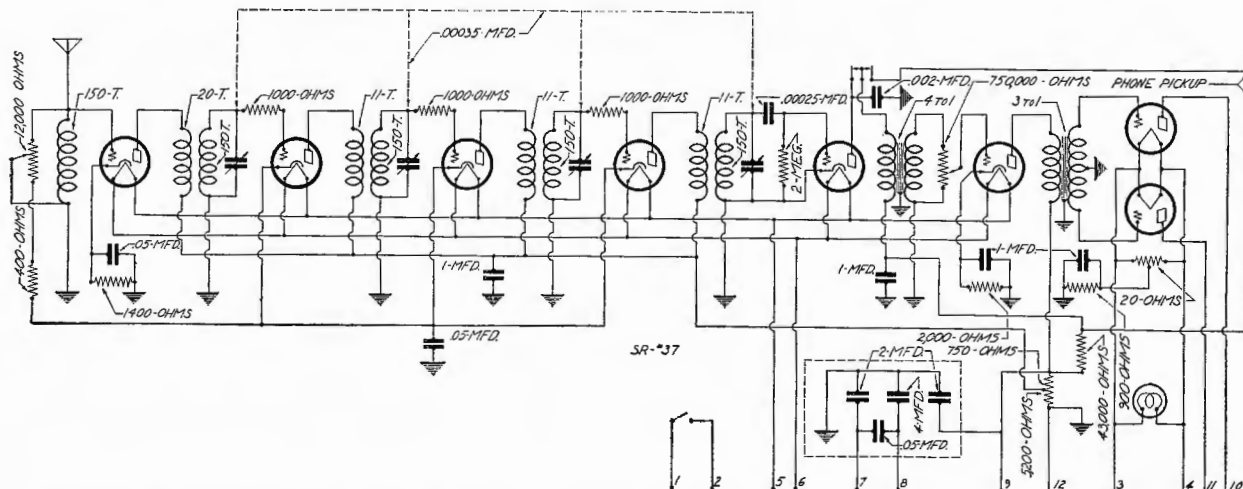 .00035-MFD.
12,000 OHMS
150-T.
20-T.
1000-OHMS
11-T.
1000-OHMS
11-T.
1000-OHMS
11-T.
.00025-MFD.
.002-MFD.
750,000 - OHMS
4 To 1
3 To 1
PHONE PICKUP
150T.
150-T.
150-T.
150-T.
2-MEG.
400-OHMS
.05-MFD.
1400-OHMS
1-MFD.
.05-MFD.
1-MFD.
1-MFD.
20-OHMS
SR-#37
2,000-OHMS
750-OHMS
2-MFD.
4-MFD.
.05-MFD.
5200-OHMS
43,000-OHMS
900-OHMS
1
2
5
6
7
8
9
12
3
4
11
10